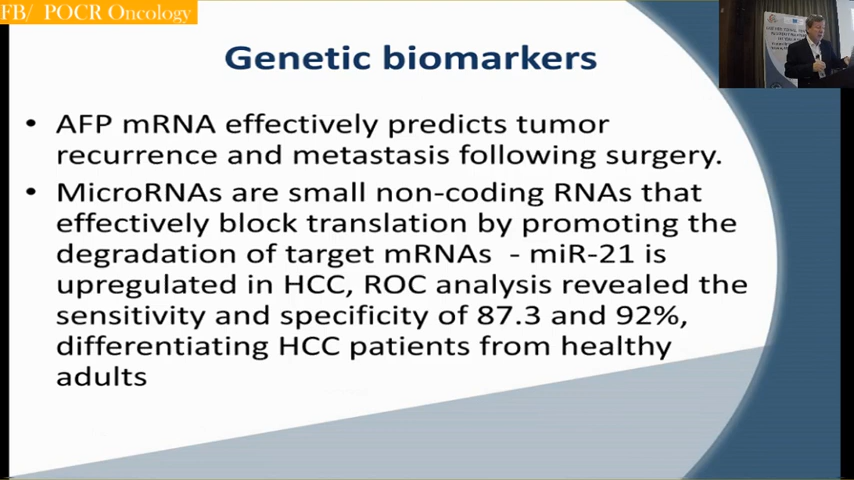 FB/ POCR Oncology
Genetic biomarkers
• AFP mRNA effectively predicts tumor
recurrence and metastasis following surgery.
• MicroRNAs are small non-coding RNAs that
effectively block translation by promoting the
degradation of target mRNAs - miR-21 is
upregulated in HCC, ROC analysis revealed the
sensitivity and specificity of 87.3 and 92%,
differentiating HCC patients from healthy
adults